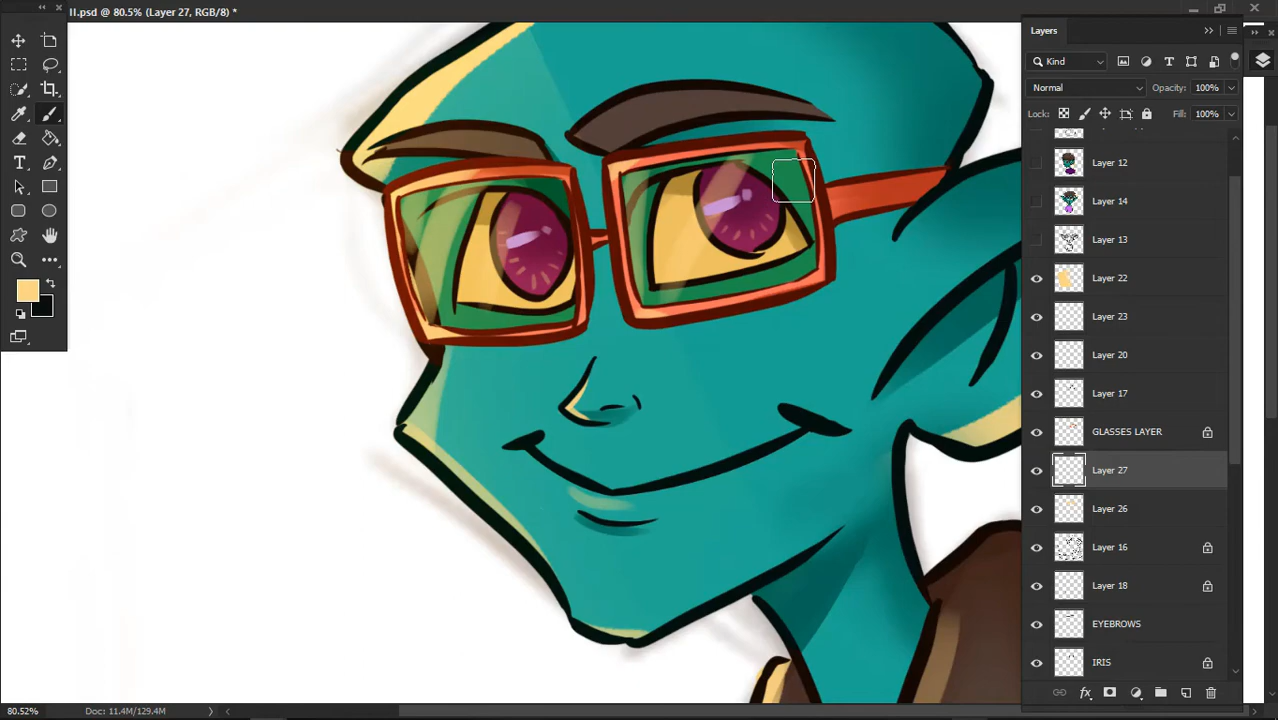 II.psd @ 80.5% (Layer 27, RGB/8) *
Layers
Kind
Normal
Opacity: 100%
Lock:
Fill: 100%
Layer 12
Layer 14
Layer 13
Layer 22
Layer 23
Layer 20
Layer 17
GLASSES LAYER
Layer 27
Layer 26
Layer 16
Layer 18
EYEBROWS
IRIS
fx
80.52%
Doc: 11.4M/129.4M